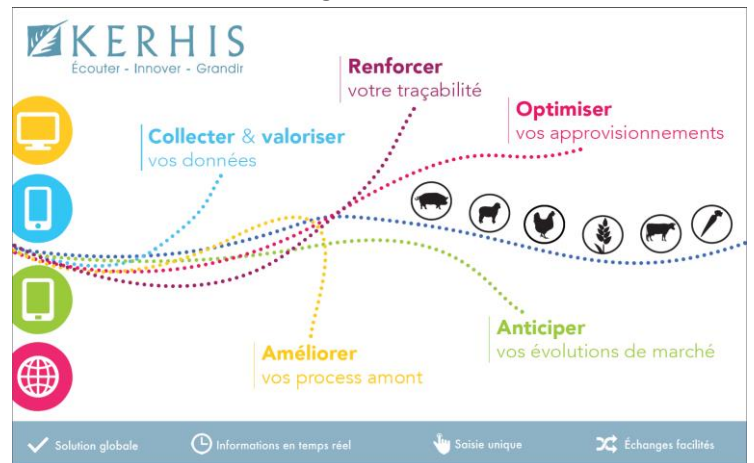 KERHIS
Écouter - Innover - Grandir
Renforcer
votre traçabilité
Optimiser
vos approvisionnements
Collecter & valoriser
vos données
Anticiper
vos évolutions de marché
Améliorer
vos process amont
Solution globale
Informations en temps réel
Saisie unique
Échanges facilités